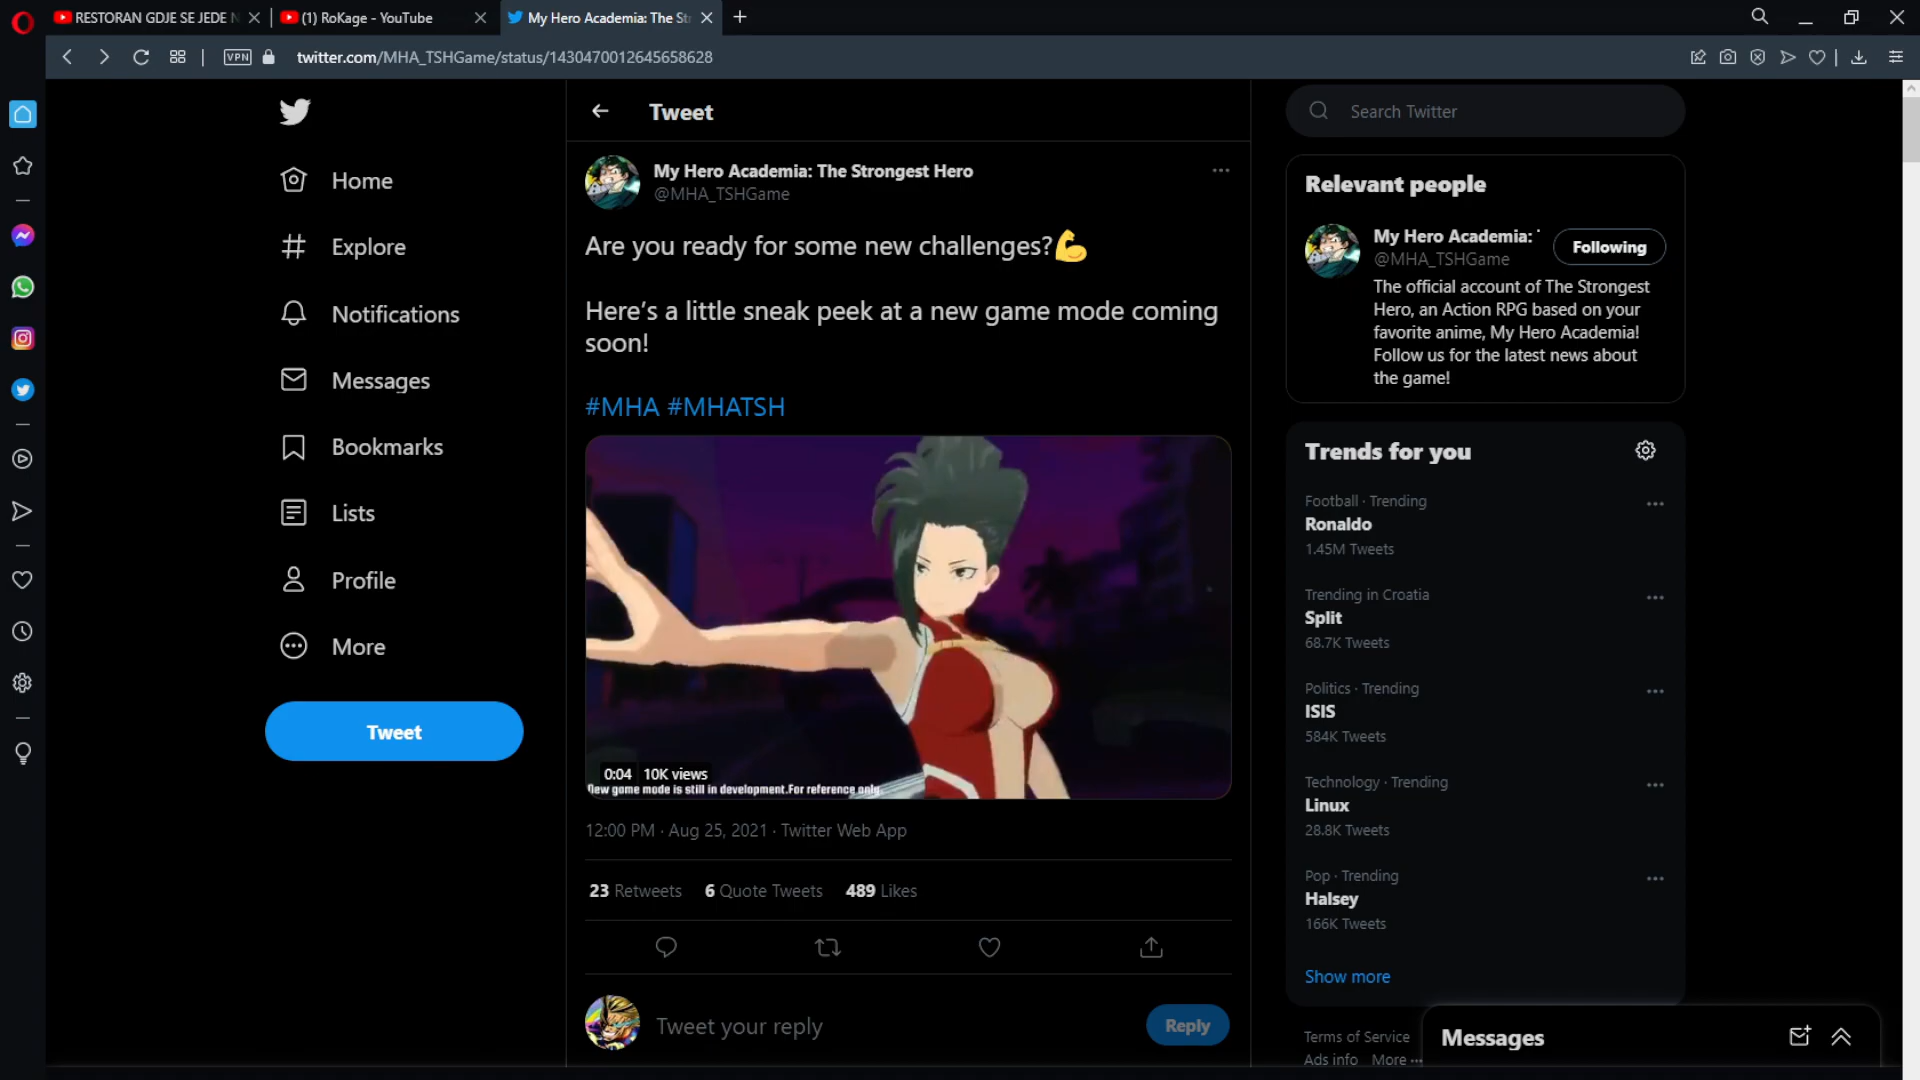 RESTORAN GDJE SE JEDE N
(1) RoKage - YouTube
My Hero Academia: The St
VPN
twitter.com/MHA_TSHGame/status/1430470012645658628
Home
Explore
Notifications
Messages
Bookmarks
Lists
Profile
More
Tweet
Tweet
My Hero Academia: The Strongest Hero
@MHA_TSHGame
Are you ready for some new challenges?💪
Here’s a little sneak peek at a new game mode coming
soon!
#MHA #MHATSH
0:04 10K views
New game mode is still in development.For reference only.
12:00 PM · Aug 25, 2021 · Twitter Web App
23 Retweets 6 Quote Tweets 489 Likes
Tweet your reply
Reply
Search Twitter
Relevant people
My Hero Academia:
@MHA_TSHGame
Following
The official account of The Strongest
Hero, an Action RPG based on your
favorite anime, My Hero Academia!
Follow us for the latest news about
the game!
Trends for you
Football · Trending
Ronaldo
1.45M Tweets
Trending in Croatia
Split
68.7K Tweets
Politics · Trending
ISIS
584K Tweets
Technology · Trending
Linux
28.8K Tweets
Pop · Trending
Halsey
166K Tweets
Show more
Terms of Service
Ads info More ···
Messages